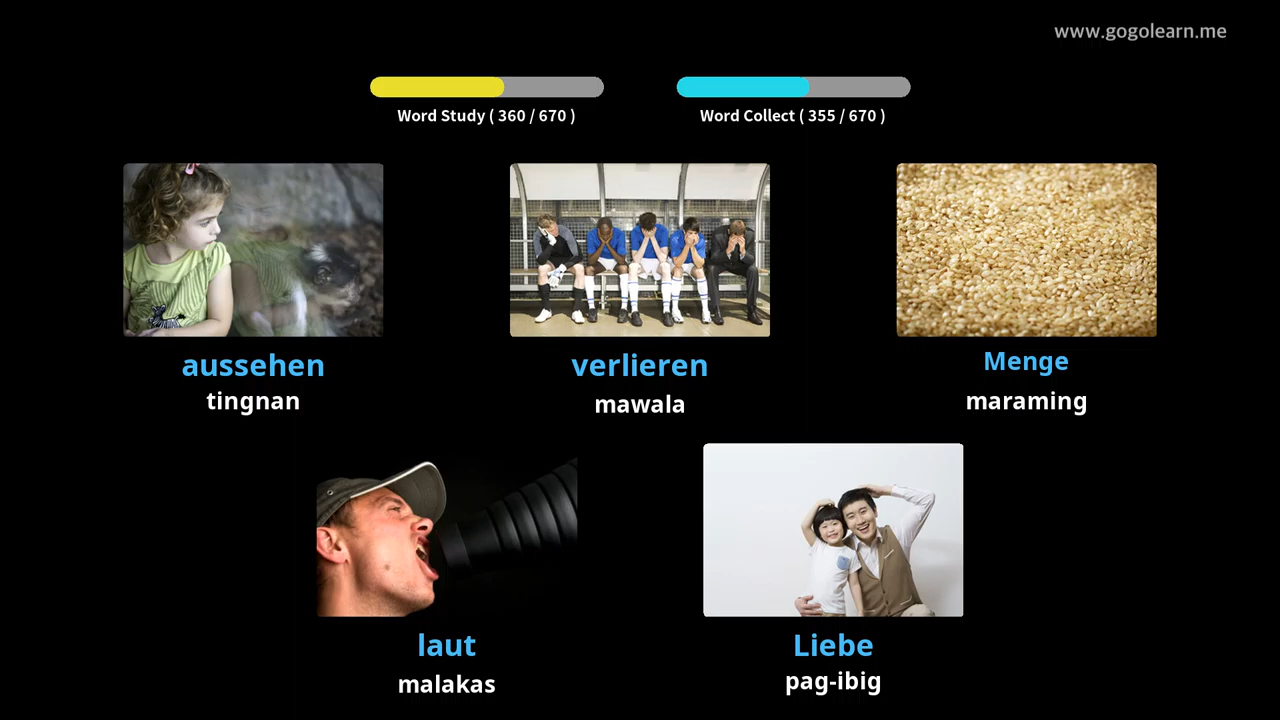 www.gogolearn.me
Word Study ( 360 / 670 )
Word Collect ( 355 / 670 )
aussehen
tingnan
verlieren
mawala
Menge
maraming
laut
malakas
Liebe
pag-ibig